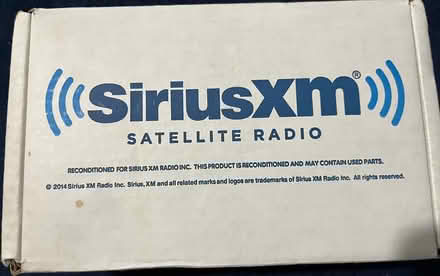 SiriusXM®
SATELLITE RADIO
RECONDITIONED FOR SIRIUS XM RADIO INC. THIS PRODUCT IS RECONDITIONED AND MAY CONTAIN USED PARTS.
© 2014 Sirius XM Radio Inc. Sirius, XM and all related marks and logos are trademarks of Sirius XM Radio Inc. All rights reserved.